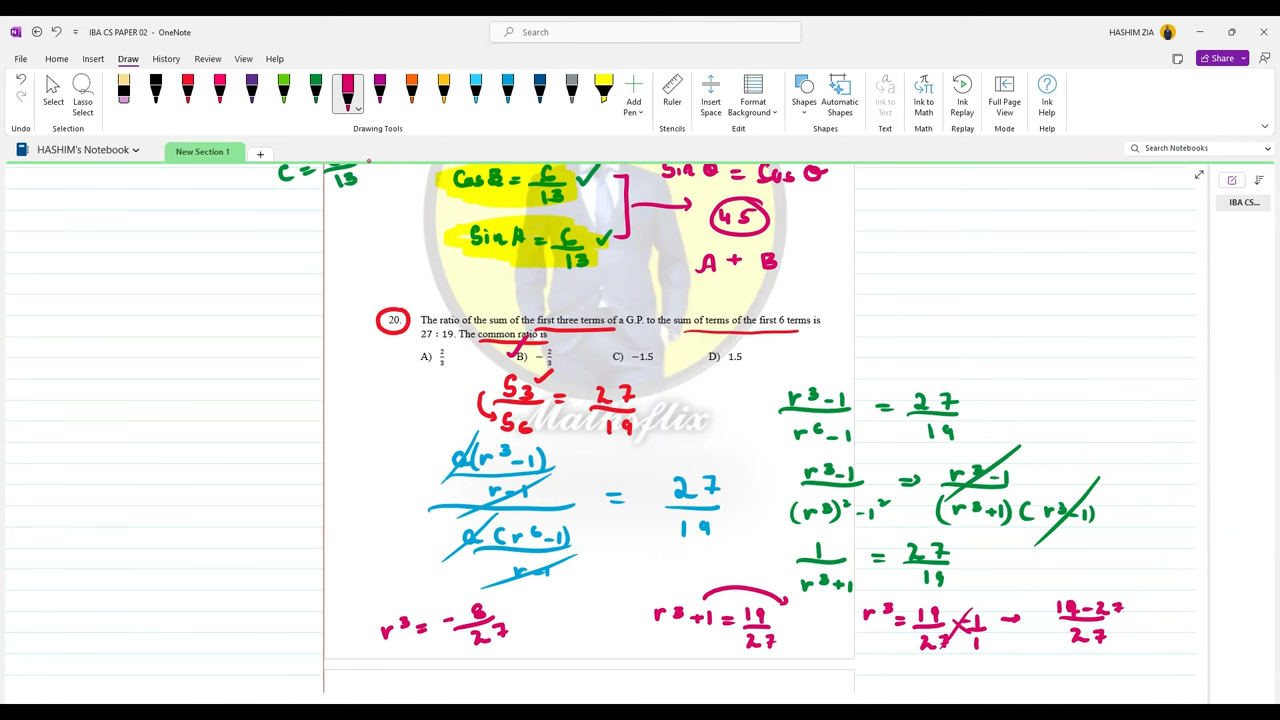 IBA CS PAPER 02 - OneNote
Search
HASHIM ZIA
File Home Insert Draw History Review View Help
Share
Select
Lasso Select
Add Pen
Ruler
Insert Space
Format Background
Shapes
Automatic Shapes
Ink to Text
Ink to Math
Ink Replay
Full Page View
Ink Help
Undo
Selection
Drawing Tools
Stencils
Edit
Shapes
Text
Math
Replay
Mode
Help
HASHIM's Notebook
New Section 1
+
Search Notebooks
IBA CS...
C = /13
Cos B = C/13 ✓
Sin θ = Cos θ
45
Sin A = C/13 ✓
A + B
20. The ratio of the sum of the first three terms of a G.P. to the sum of terms of the first 6 terms is
27 : 19. The common ratio is
A) 2/3 B) − 2/3 C) −1.5 D) 1.5
S3/S6 = 27/19
Mathsflix
a(r³-1)/r-1 / a(r⁶-1)/r-1 = 27/19
r³-1/r⁶-1 = 27/19
r³-1/(r³)²-1² ⇒ r³-1/(r³+1)(r³-1)
1/r³+1 = 27/19
r³+1 = 19/27
r³ = 19/27 -1/1 → 19-27/27
r³ = -8/27